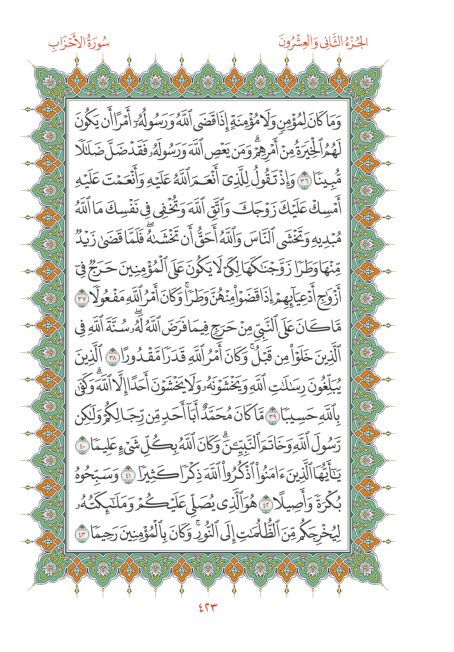 الجُزْءُ الثَّانِي وَالعِشْرُونَ
سُورَةُ الأَحْزَابِ
وَمَا كَانَ لِمُؤْمِنٖ وَلَا مُؤْمِنَةٍ إِذَا قَضَى ٱللَّهُ وَرَسُولُهُۥٓ أَمۡرًا أَن يَكُونَ
لَهُمُ ٱلۡخِيَرَةُ مِنۡ أَمۡرِهِمۡۗ وَمَن يَعۡصِ ٱللَّهَ وَرَسُولَهُۥ فَقَدۡ ضَلَّ ضَلَٰلٗا
مُّبِينٗا ٣٦ وَإِذۡ تَقُولُ لِلَّذِيٓ أَنۡعَمَ ٱللَّهُ عَلَيۡهِ وَأَنۡعَمۡتَ عَلَيۡهِ
أَمۡسِكۡ عَلَيۡكَ زَوۡجَكَ وَٱتَّقِ ٱللَّهَ وَتُخۡفِي فِي نَفۡسِكَ مَا ٱللَّهُ
مُبۡدِيهِ وَتَخۡشَى ٱلنَّاسَ وَٱللَّهُ أَحَقُّ أَن تَخۡشَىٰهُۖ فَلَمَّا قَضَىٰ زَيۡدٞ
مِّنۡهَا وَطَرٗا زَوَّجۡنَٰكَهَا لِكَيۡ لَا يَكُونَ عَلَى ٱلۡمُؤۡمِنِينَ حَرَجٞ فِيٓ
أَزۡوَٰجِ أَدۡعِيَآئِهِمۡ إِذَا قَضَوۡاْ مِنۡهُنَّ وَطَرٗاۚ وَكَانَ أَمۡرُ ٱللَّهِ مَفۡعُولٗا ٣٧
مَّا كَانَ عَلَى ٱلنَّبِيِّ مِنۡ حَرَجٖ فِيمَا فَرَضَ ٱللَّهُ لَهُۥۖ سُنَّةَ ٱللَّهِ فِي
ٱلَّذِينَ خَلَوۡاْ مِن قَبۡلُۚ وَكَانَ أَمۡرُ ٱللَّهِ قَدَرٗا مَّقۡدُورًا ٣٨ ٱلَّذِينَ
يُبَلِّغُونَ رِسَٰلَٰتِ ٱللَّهِ وَيَخۡشَوۡنَهُۥ وَلَا يَخۡشَوۡنَ أَحَدًا إِلَّا ٱللَّهَۗ وَكَفَىٰ
بِٱللَّهِ حَسِيبٗا ٣٩ مَّا كَانَ مُحَمَّدٌ أَبَآ أَحَدٖ مِّن رِّجَالِكُمۡ وَلَٰكِن
رَّسُولَ ٱللَّهِ وَخَاتَمَ ٱلنَّبِيِّـۧنَۗ وَكَانَ ٱللَّهُ بِكُلِّ شَيۡءٍ عَلِيمٗا ٤٠
يَٰٓأَيُّهَا ٱلَّذِينَ ءَامَنُواْ ٱذۡكُرُواْ ٱللَّهَ ذِكۡرٗا كَثِيرٗا ٤١ وَسَبِّحُوهُ
بُكۡرَةٗ وَأَصِيلًا ٤٢ هُوَ ٱلَّذِي يُصَلِّي عَلَيۡكُمۡ وَمَلَٰٓئِكَتُهُۥ
لِيُخۡرِجَكُم مِّنَ ٱلظُّلُمَٰتِ إِلَى ٱلنُّورِۚ وَكَانَ بِٱلۡمُؤۡمِنِينَ رَحِيمٗا ٤٣
٤٢٣